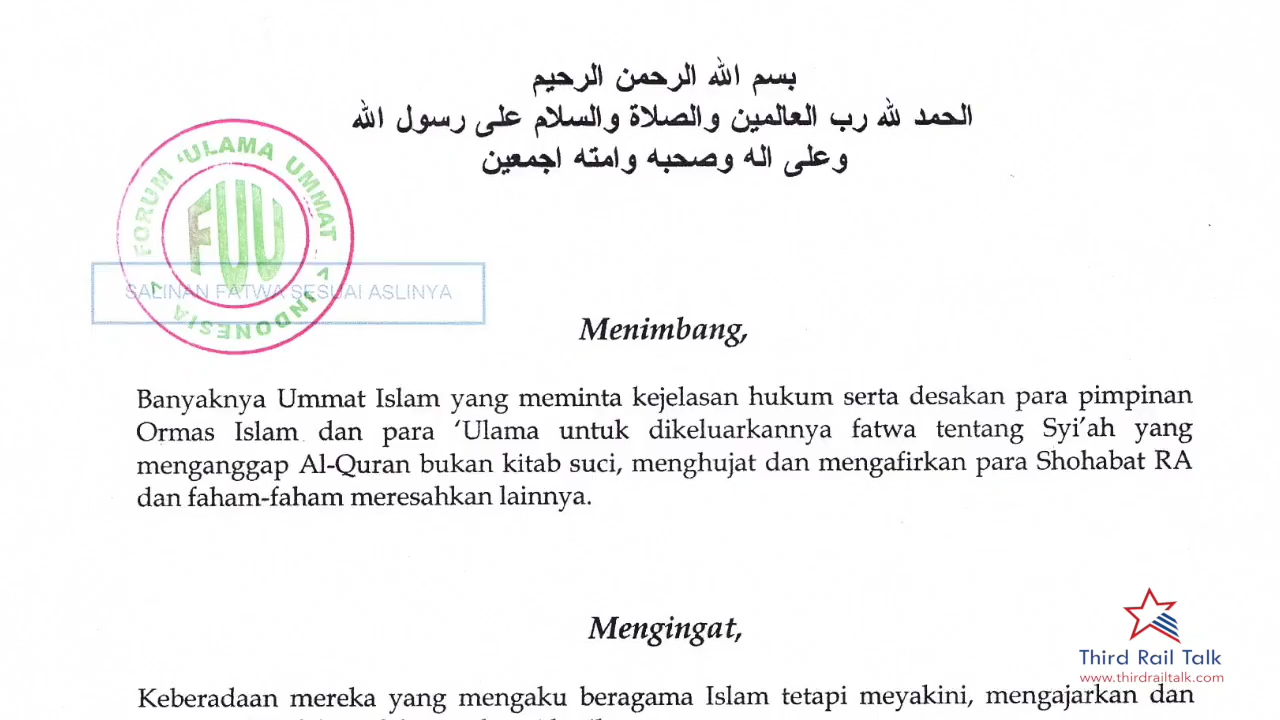 بسم الله الرحمن الرحيم
الحمد لله رب العالمين والصلاة والسلام على رسول الله
وعلى اله وصحبه وامته اجمعين
FORUM 'ULAMA UMMAT
FUU
INDONESIA
SALINAN FATWA SESUAI ASLINYA
Menimbang,
Banyaknya Ummat Islam yang meminta kejelasan hukum serta desakan para pimpinan
Ormas Islam dan para 'Ulama untuk dikeluarkannya fatwa tentang Syi'ah yang
menganggap Al-Quran bukan kitab suci, menghujat dan mengafirkan para Shohabat RA
dan faham-faham meresahkan lainnya.
Mengingat,
Keberadaan mereka yang mengaku beragama Islam tetapi meyakini, mengajarkan dan
Third Rail Talk
www.thirdrailtalk.com